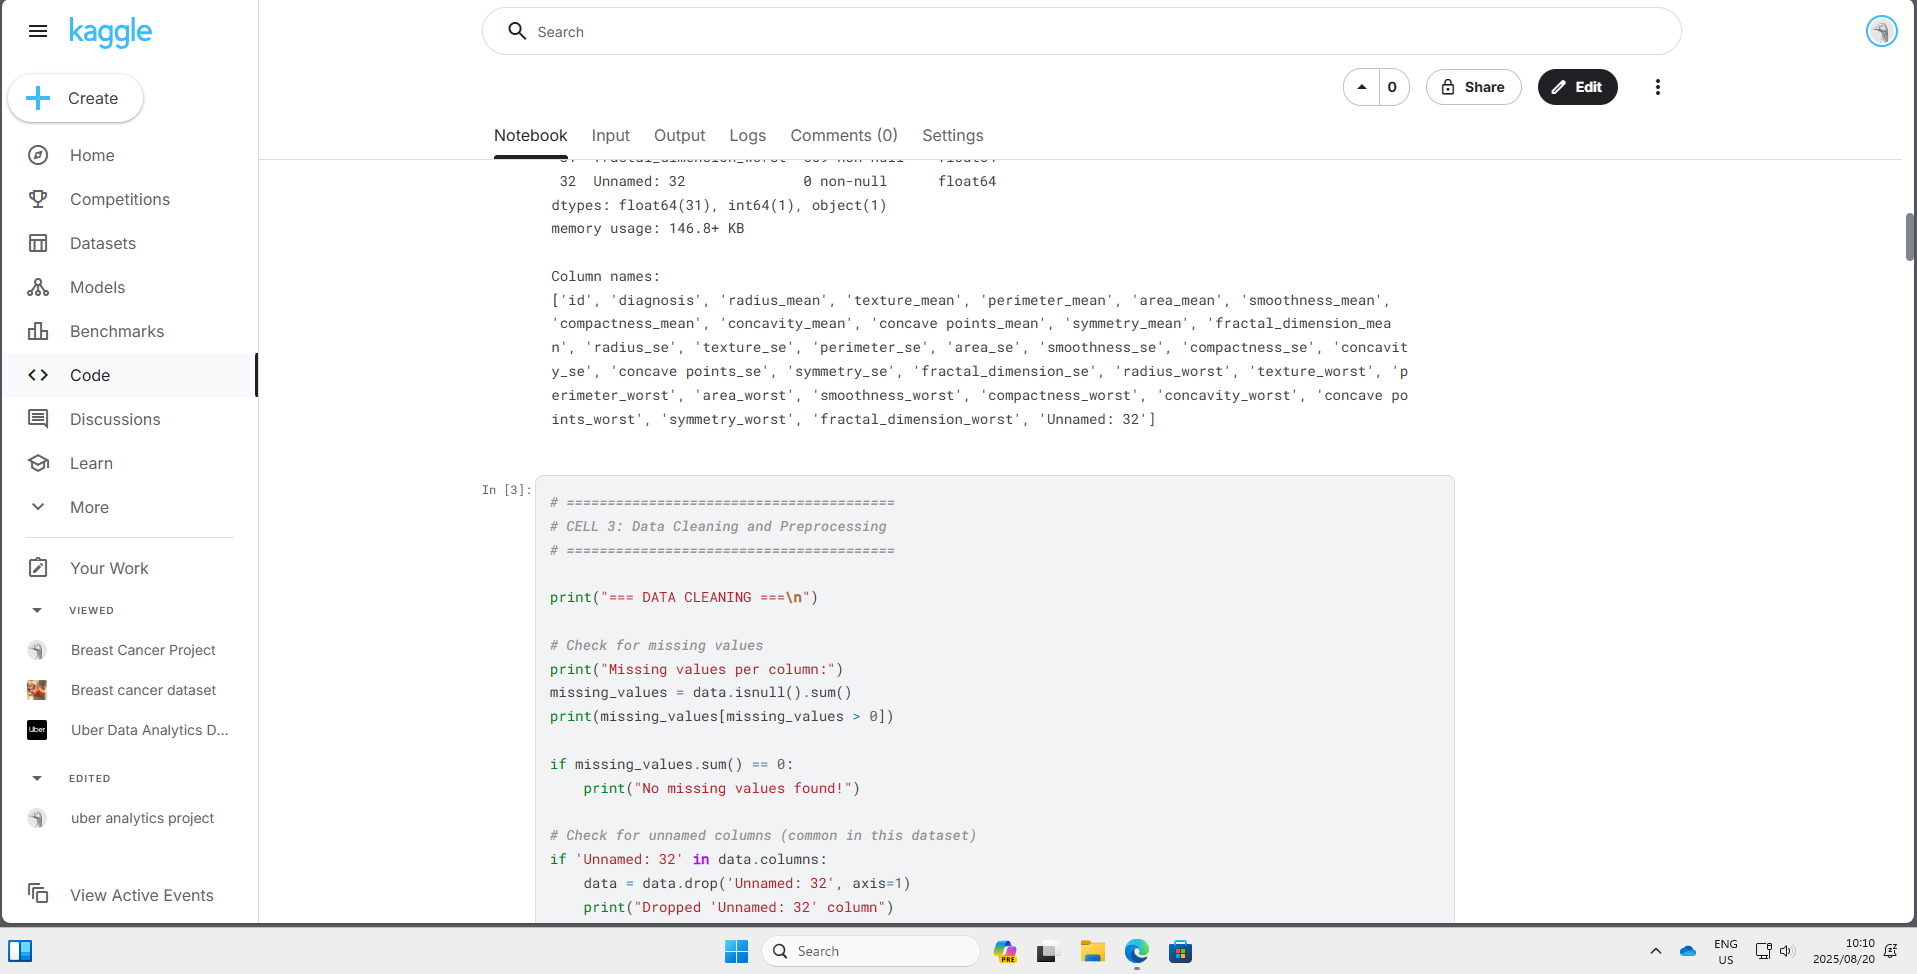 kaggle
Search
Create
0
Share
Edit
Notebook
Input
Output
Logs
Comments (0)
Settings
Home
Competitions
Datasets
Models
Benchmarks
Code
Discussions
Learn
More
Your Work
VIEWED
Breast Cancer Project
Breast cancer dataset
Uber
Uber Data Analytics D...
EDITED
uber analytics project
View Active Events
32  Unnamed: 32              0 non-null      float64
dtypes: float64(31), int64(1), object(1)
memory usage: 146.8+ KB
Column names:
['id', 'diagnosis', 'radius_mean', 'texture_mean', 'perimeter_mean', 'area_mean', 'smoothness_mean',
'compactness_mean', 'concavity_mean', 'concave points_mean', 'symmetry_mean', 'fractal_dimension_mea
n', 'radius_se', 'texture_se', 'perimeter_se', 'area_se', 'smoothness_se', 'compactness_se', 'concavit
y_se', 'concave points_se', 'symmetry_se', 'fractal_dimension_se', 'radius_worst', 'texture_worst', 'p
erimeter_worst', 'area_worst', 'smoothness_worst', 'compactness_worst', 'concavity_worst', 'concave po
ints_worst', 'symmetry_worst', 'fractal_dimension_worst', 'Unnamed: 32']
In [3]:
# ========================================
# CELL 3: Data Cleaning and Preprocessing
# ========================================
print("=== DATA CLEANING ===\n")
# Check for missing values
print("Missing values per column:")
missing_values = data.isnull().sum()
print(missing_values[missing_values > 0])
if missing_values.sum() == 0:
    print("No missing values found!")
# Check for unnamed columns (common in this dataset)
if 'Unnamed: 32' in data.columns:
    data = data.drop('Unnamed: 32', axis=1)
    print("Dropped 'Unnamed: 32' column")
Search
PRE
ENG
US
10:10
2025/08/20